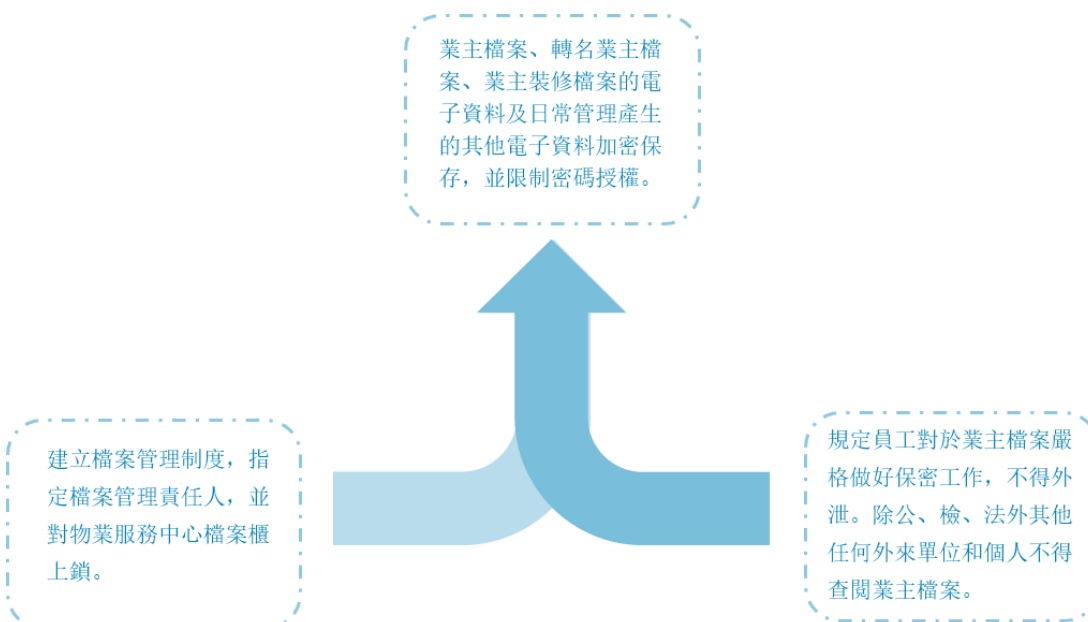 業主檔案、轉名業主檔
案、業主裝修檔案的電
子資料及日常管理產生
的其他電子資料加密保
存，並限制密碼授權。
建立檔案管理制度，指
定檔案管理責任人，並
對物業服務中心檔案櫃
上鎖。
規定員工對於業主檔案嚴
格做好保密工作，不得外
泄。除公、檢、法外其他
任何外來單位和個人不得
查閱業主檔案。